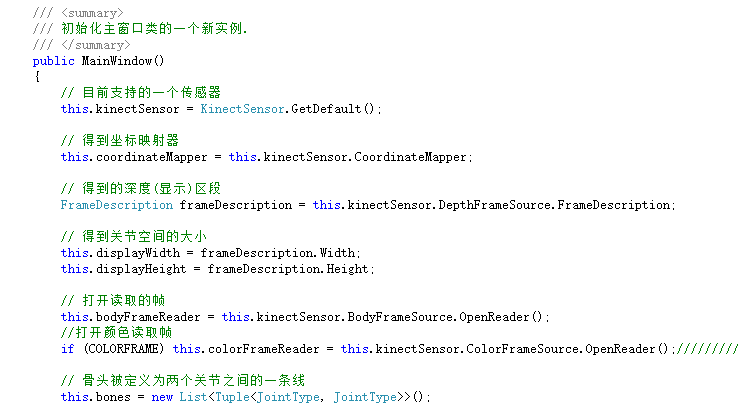 /// <summary>
/// 初始化主窗口类的一个新实例.
/// </summary>
public MainWindow()
{
// 目前支持的一个传感器
this.kinectSensor = KinectSensor.GetDefault();
// 得到坐标映射器
this.coordinateMapper = this.kinectSensor.CoordinateMapper;
// 得到的深度(显示)区段
FrameDescription frameDescription = this.kinectSensor.DepthFrameSource.FrameDescription;
// 得到关节空间的大小
this.displayWidth = frameDescription.Width;
this.displayHeight = frameDescription.Height;
// 打开读取的帧
this.bodyFrameReader = this.kinectSensor.BodyFrameSource.OpenReader();
//打开颜色读取帧
if (COLORFRAME) this.colorFrameReader = this.kinectSensor.ColorFrameSource.OpenReader();/////////
// 骨头被定义为两个关节之间的一条线
this.bones = new List<Tuple<JointType, JointType>>();